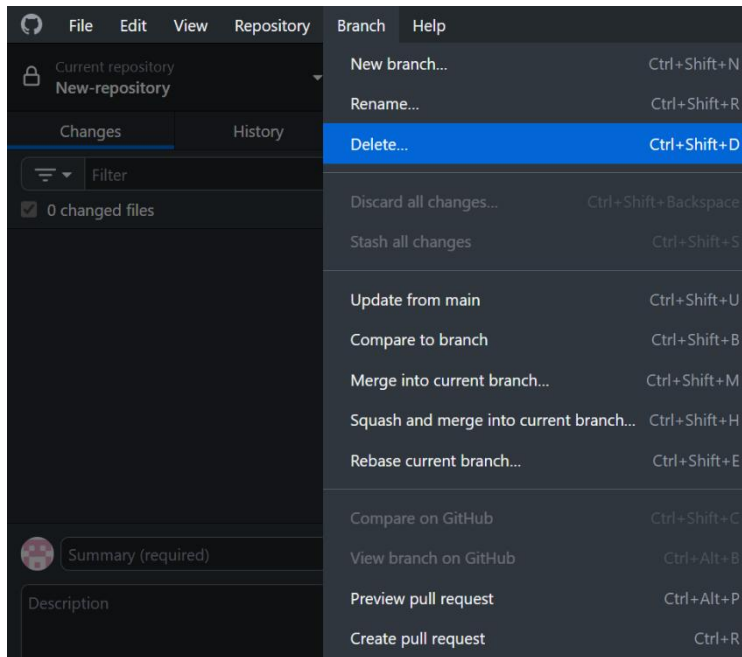 File Edit View Repository Branch Help
Current repository
New-repository
Changes History
Filter
0 changed files
Summary (required)
Description
New branch... Ctrl+Shift+N
Rename... Ctrl+Shift+R
Delete... Ctrl+Shift+D
Discard all changes... Ctrl+Shift+Backspace
Stash all changes Ctrl+Shift+S
Update from main Ctrl+Shift+U
Compare to branch Ctrl+Shift+B
Merge into current branch... Ctrl+Shift+M
Squash and merge into current branch... Ctrl+Shift+H
Rebase current branch... Ctrl+Shift+E
Compare on GitHub Ctrl+Shift+C
View branch on GitHub Ctrl+Alt+B
Preview pull request Ctrl+Alt+P
Create pull request Ctrl+R